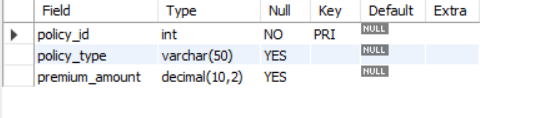 Field Type Null Key Default Extra
policy_id int NO PRI NULL
policy_type varchar(50) YES NULL
premium_amount decimal(10,2) YES NULL